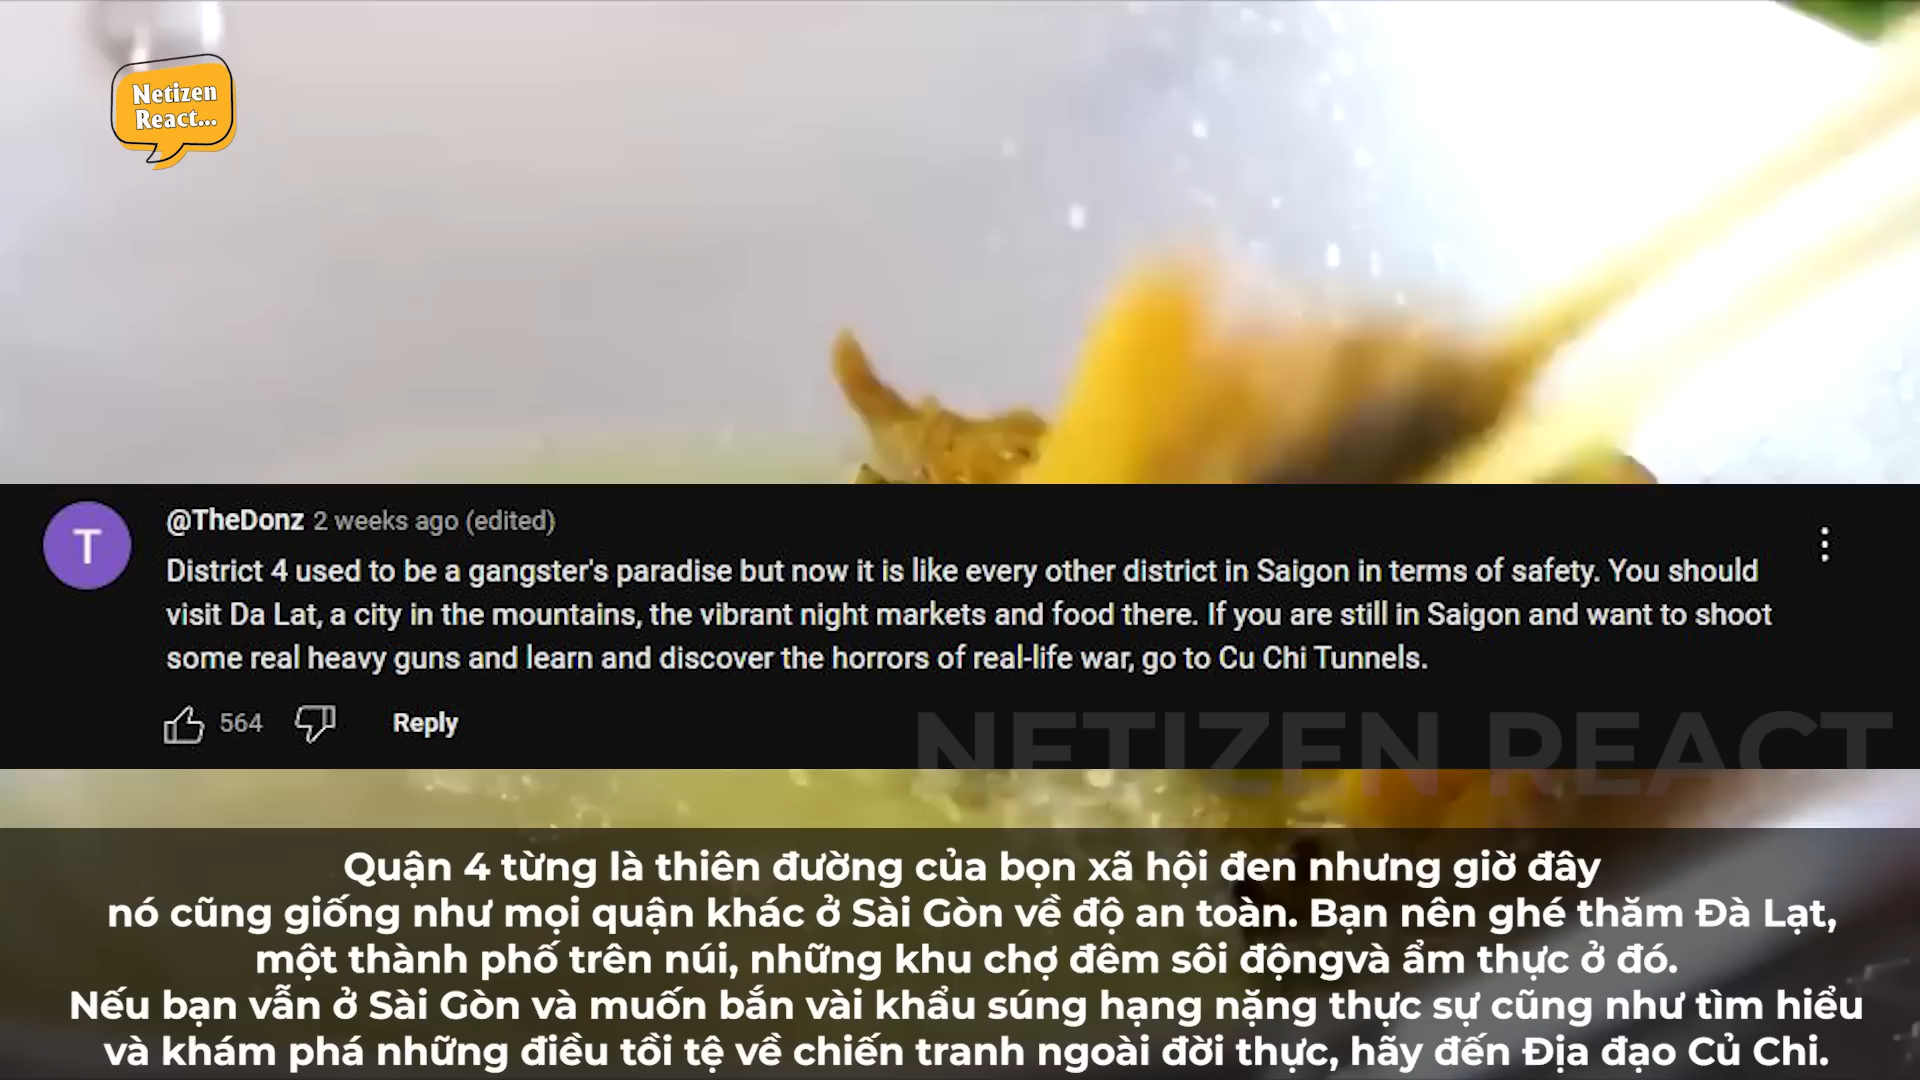 Netizen
React...
T
@TheDonz 2 weeks ago (edited)
District 4 used to be a gangster's paradise but now it is like every other district in Saigon in terms of safety. You should
visit Da Lat, a city in the mountains, the vibrant night markets and food there. If you are still in Saigon and want to shoot
some real heavy guns and learn and discover the horrors of real-life war, go to Cu Chi Tunnels.
564 Reply
NETIZEN REACT
Quận 4 từng là thiên đường của bọn xã hội đen nhưng giờ đây
nó cũng giống như mọi quận khác ở Sài Gòn về độ an toàn. Bạn nên ghé thăm Đà Lạt,
một thành phố trên núi, những khu chợ đêm sôi độngvà ẩm thực ở đó.
Nếu bạn vẫn ở Sài Gòn và muốn bắn vài khẩu súng hạng nặng thực sự cũng như tìm hiểu
và khám phá những điều tồi tệ về chiến tranh ngoài đời thực, hãy đến Địa đạo Củ Chi.